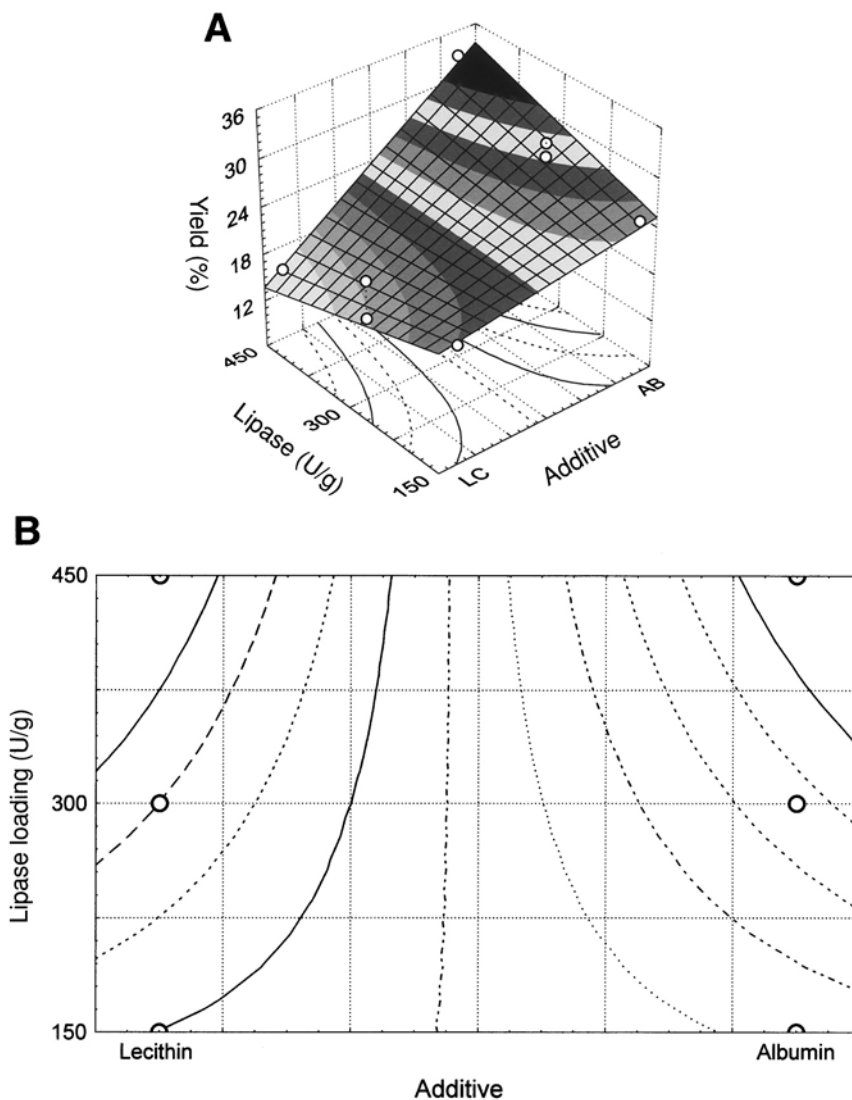 A
36
30
24
18
12
Yield (%)
450
300
150
Lipase (U/g)
LC
AB
Additive
B
450
300
150
Lipase loading (U/g)
Lecithin
Albumin
Additive